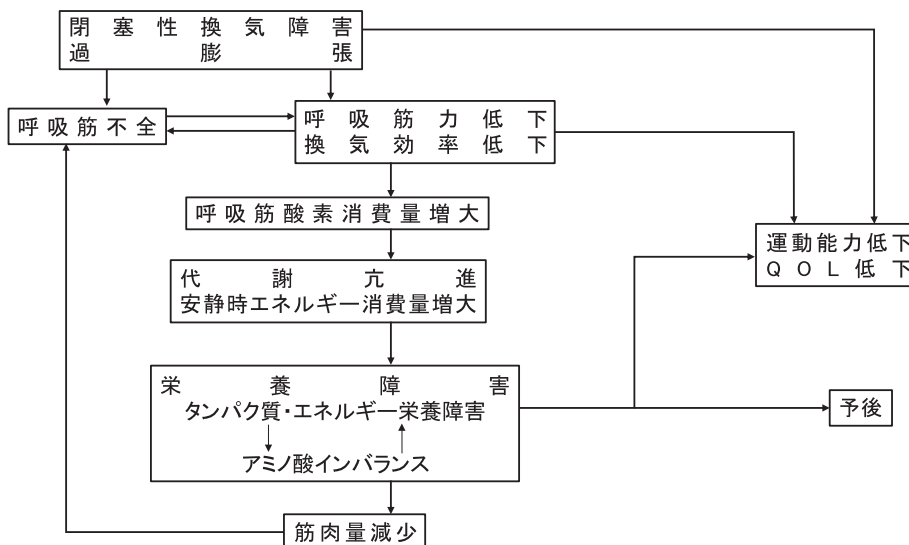 閉塞性換気障害
過膨張
呼吸筋不全
呼吸筋力低下
換気効率低下
呼吸筋酸素消費量増大
運動能力低下
QOL低下
代謝亢進
安静時エネルギー消費量増大
栄養障害
タンパク質・エネルギー栄養障害
アミノ酸インバランス
予後
筋肉量減少